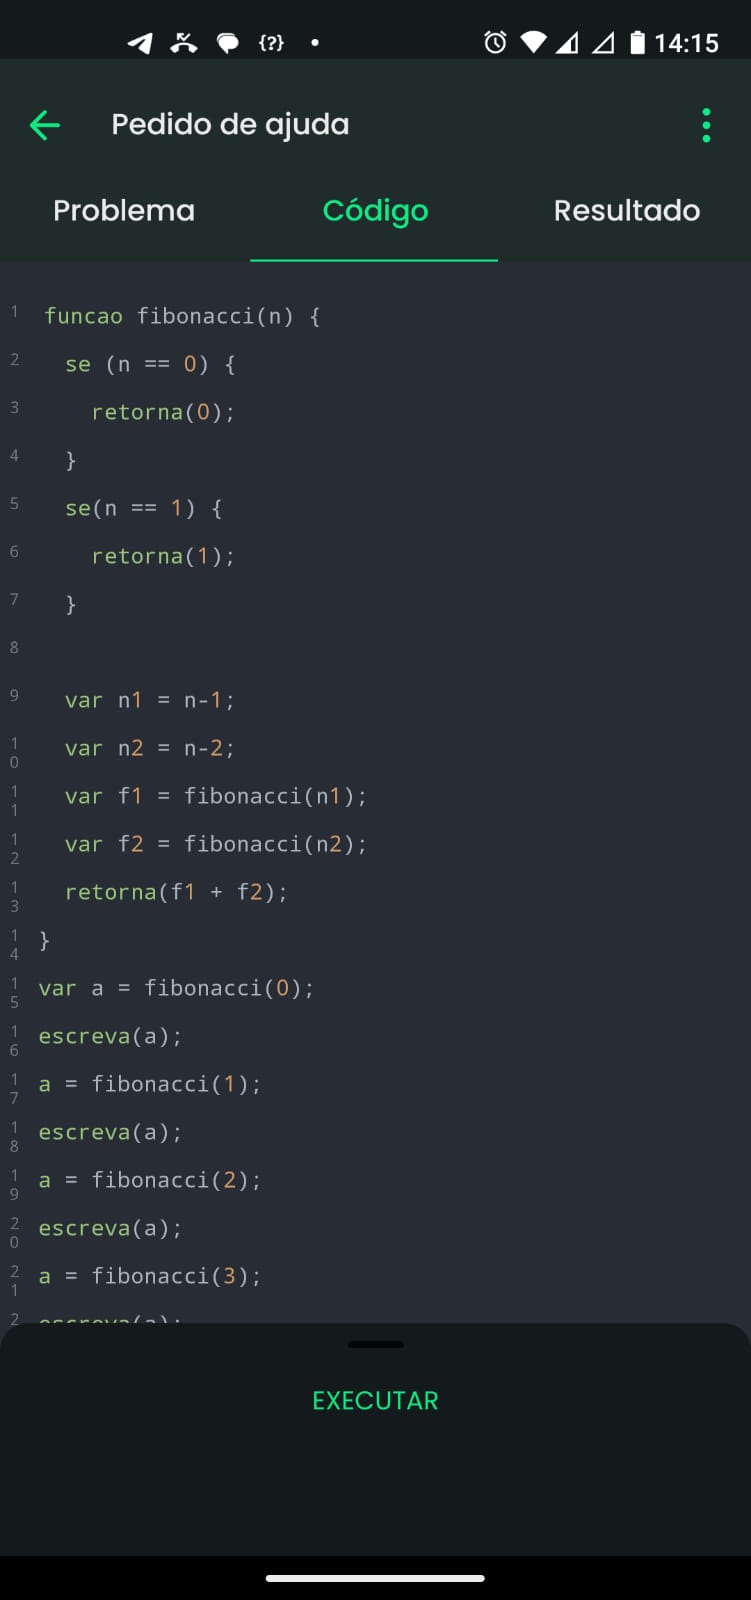 {?} 14:15
Pedido de ajuda
Problema Código Resultado
1 funcao fibonacci(n) {
2 se (n == 0) {
3 retorna(0);
4 }
5 se(n == 1) {
6 retorna(1);
7 }
8
9 var n1 = n-1;
10 var n2 = n-2;
11 var f1 = fibonacci(n1);
12 var f2 = fibonacci(n2);
13 retorna(f1 + f2);
14 }
15 var a = fibonacci(0);
16 escreva(a);
17 a = fibonacci(1);
18 escreva(a);
19 a = fibonacci(2);
20 escreva(a);
21 a = fibonacci(3);
2 escreva(a);
EXECUTAR